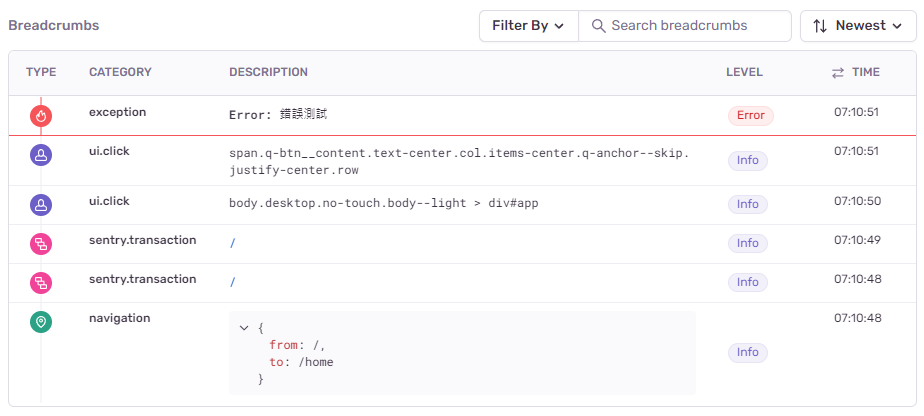 Breadcrumbs
Filter By
Search breadcrumbs
Newest
TYPE CATEGORY DESCRIPTION LEVEL TIME
exception Error: 錯誤測試 Error 07:10:51
ui.click span.q-btn__content.text-center.col.items-center.q-anchor--skip. Info 07:10:51
justify-center.row
ui.click body.desktop.no-touch.body--light > div#app Info 07:10:50
sentry.transaction / Info 07:10:49
sentry.transaction / Info 07:10:48
navigation { 07:10:48
from: /,
to: /home Info
}